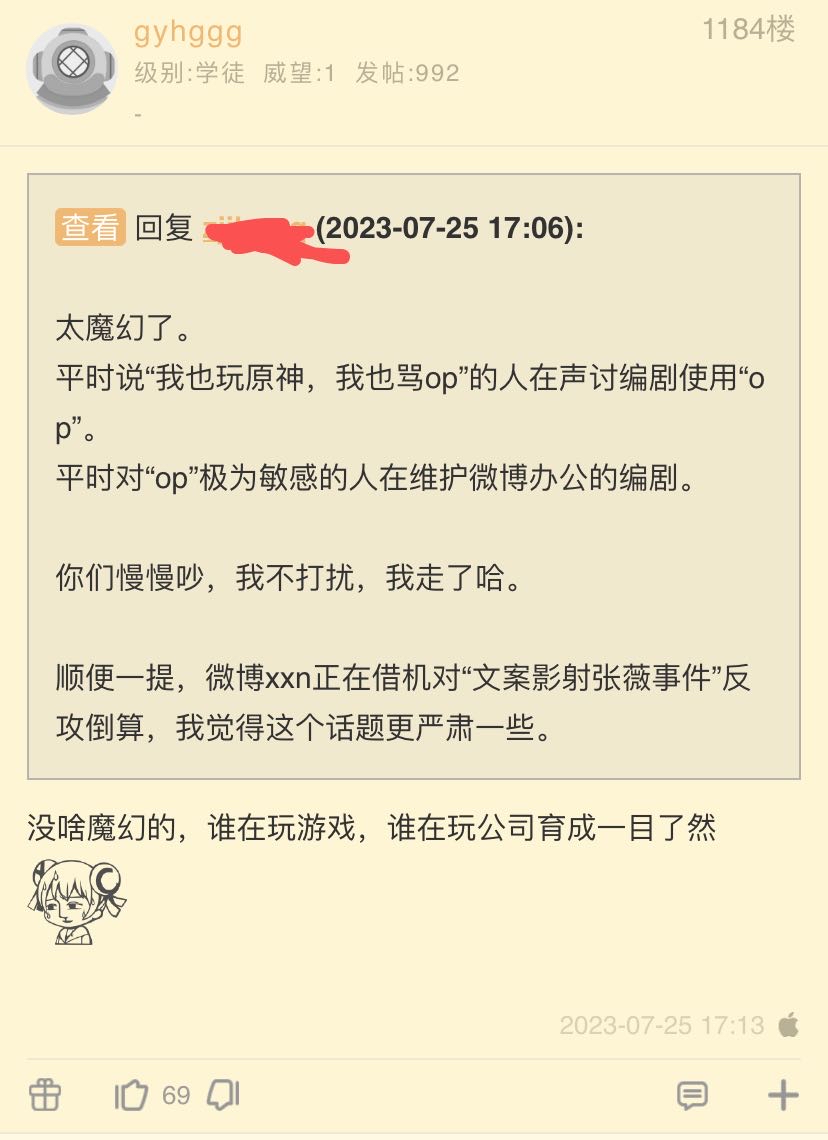 gyhggg
1184楼
级别:学徒 威望:1 发帖:992
-
查看 回复 (2023-07-25 17:06):
太魔幻了。
平时说“我也玩原神，我也骂op”的人在声讨编剧使用“o
p”。
平时对“op”极为敏感的人在维护微博办公的编剧。
你们慢慢吵，我不打扰，我走了哈。
顺便一提，微博xxn正在借机对“文案影射张薇事件”反
攻倒算，我觉得这个话题更严肃一些。
没啥魔幻的，谁在玩游戏，谁在玩公司育成一目了然
2023-07-25 17:13
69